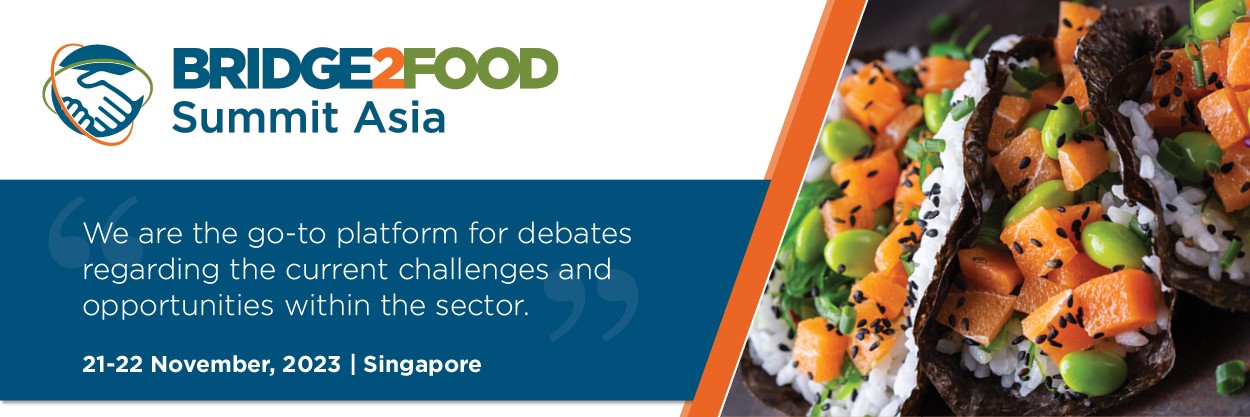 BRIDGE2FOOD
Summit Asia
“We are the go-to platform for debates
regarding the current challenges and
opportunities within the sector.”
21-22 November, 2023 | Singapore